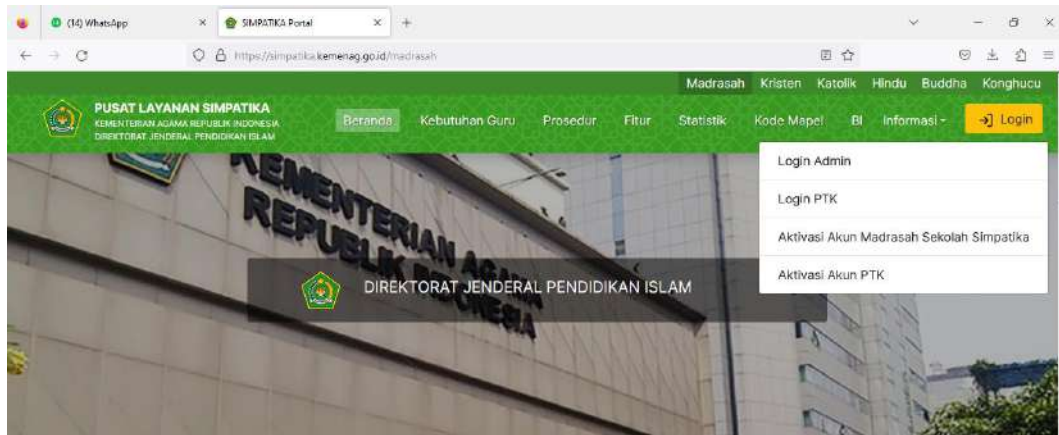 (14) WhatsApp
SIMPATIKA Portal
https://simpatika.kemenag.go.id/madrasah
Madrasah Kristen Katolik Hindu Buddha Konghucu
PUSAT LAYANAN SIMPATIKA
KEMENTERIAN AGAMA REPUBLIK INDONESIA
DIREKTORAT JENDERAL PENDIDIKAN ISLAM
Beranda Kebutuhan Guru Prosedur Fitur Statistik Kode Mapel BI Informasi Login
Login Admin
Login PTK
Aktivasi Akun Madrasah Sekolah Simpatika
Aktivasi Akun PTK
KEMENTERIAN AGAMA
REPUBLIK INDONESIA
DIREKTORAT JENDERAL PENDIDIKAN ISLAM